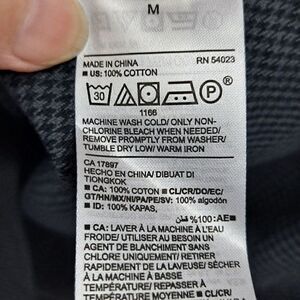 M
MADE IN CHINA RN 54023
■ US: 100% COTTON
30 P
1166
MACHINE WASH COLD/ ONLY NON-
CHLORINE BLEACH WHEN NEEDED/
REMOVE PROMPTLY FROM WASHER/
TUMBLE DRY LOW/ WARM IRON
CA 17897
HECHO EN CHINA/ DIBUAT DI
TIONGKOK
■ CA: 100% COTON ■ CL/CR/DO/EC/
GT/HN/MX/NI/PA/PE/SV: 100% algodón
■ ID: 100% KAPAS,
■ AE: %100 قطن
■ CA: LAVER À LA MACHINE À L'EAU
FROIDE/ UTILISER AU BESOIN UN
AGENT DE BLANCHIMENT SANS
CHLORE UNIQUEMENT/ RETIRER
RAPIDEMENT DE LA LAVEUSE/ SÉCHER
À LA MACHINE À BASSE
TEMPÉRATURE/ REPASSER À